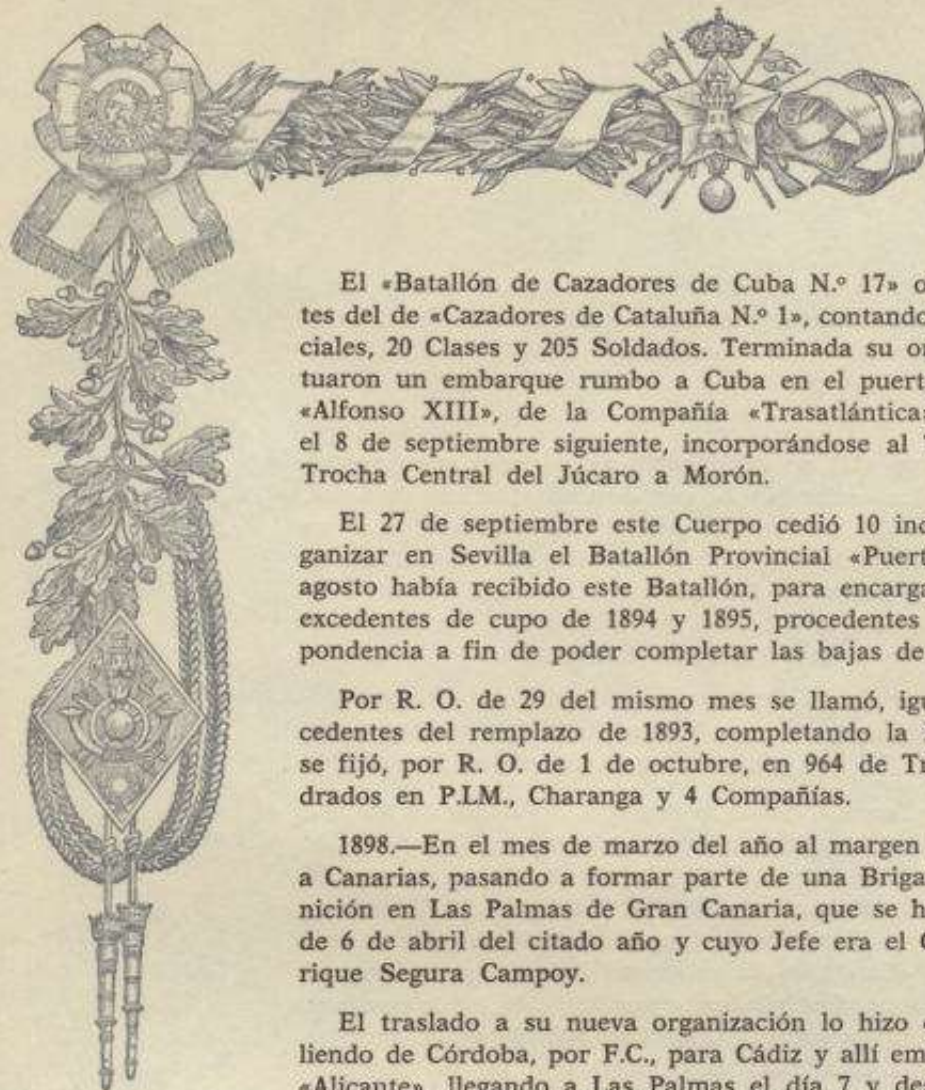 El «Batallón de Cazadores de Cuba N.º 17» o
tes del de «Cazadores de Cataluña N.º 1», contando
ciales, 20 Clases y 205 Soldados. Terminada su or
tuaron un embarque rumbo a Cuba en el puert
«Alfonso XIII», de la Compañía «Trasatlántica»
el 8 de septiembre siguiente, incorporándose al
Trocha Central del Júcaro a Morón.
El 27 de septiembre este Cuerpo cedió 10 ind
ganizar en Sevilla el Batallón Provincial «Puert
agosto había recibido este Batallón, para encarga
excedentes de cupo de 1894 y 1895, procedentes
pondencia a fin de poder completar las bajas de
Por R. O. de 29 del mismo mes se llamó, igu
cedentes del remplazo de 1893, completando la
se fijó, por R. O. de 1 de octubre, en 964 de Tr
drados en P.LM., Charanga y 4 Compañías.
1898.—En el mes de marzo del año al margen
a Canarias, pasando a formar parte de una Briga
nición en Las Palmas de Gran Canaria, que se h
de 6 de abril del citado año y cuyo Jefe era el
rique Segura Campoy.
El traslado a su nueva organización lo hizo
liendo de Córdoba, por F.C., para Cádiz y allí em
«Alicante», llegando a Las Palmas el día 7 y de